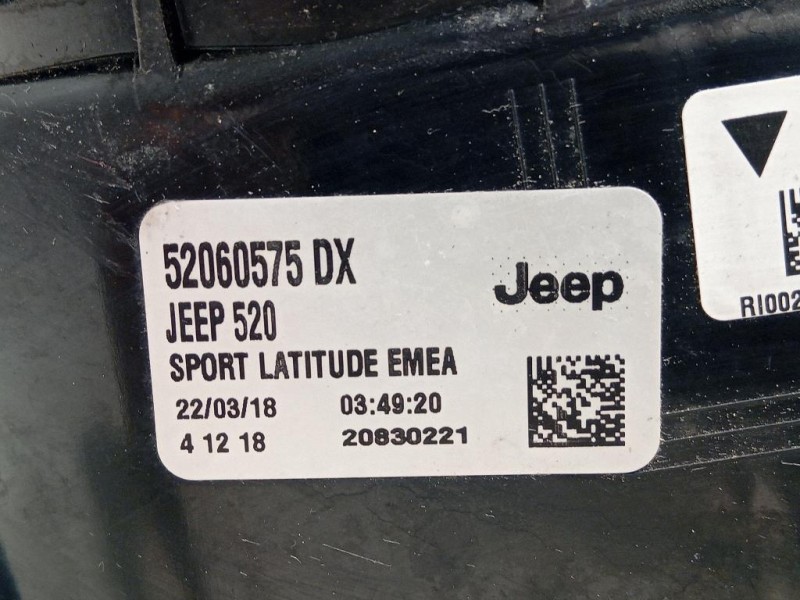 52060575 DX
Jeep
JEEP 520
SPORT LATITUDE EMEA
22/03/18 03:49:20
4 12 18 20830221
RI002